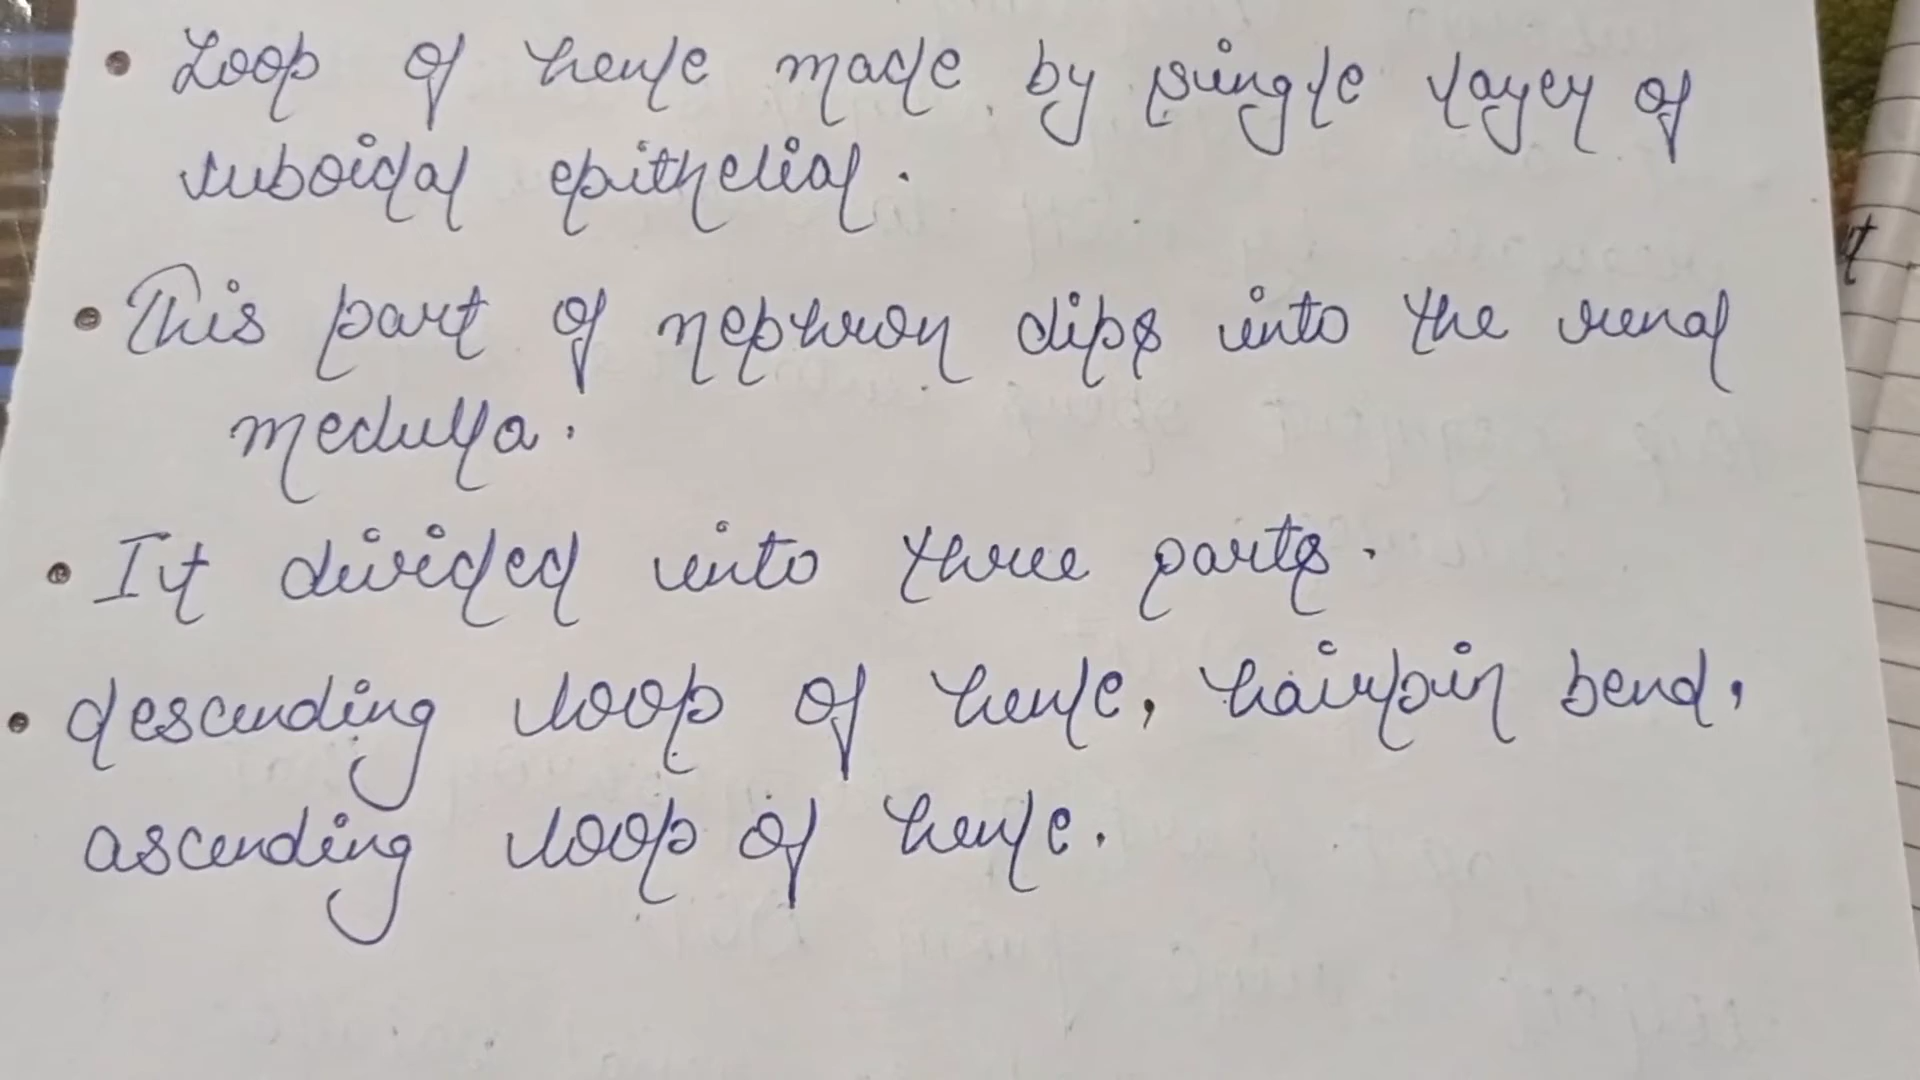 • Loop of henle made by single layer of
cuboidal epithelial.
• This part of nephron dips into the renal
medulla.
• It divided into three parts.
• descending loop of henle, hairpin bend,
ascending loop of henle.